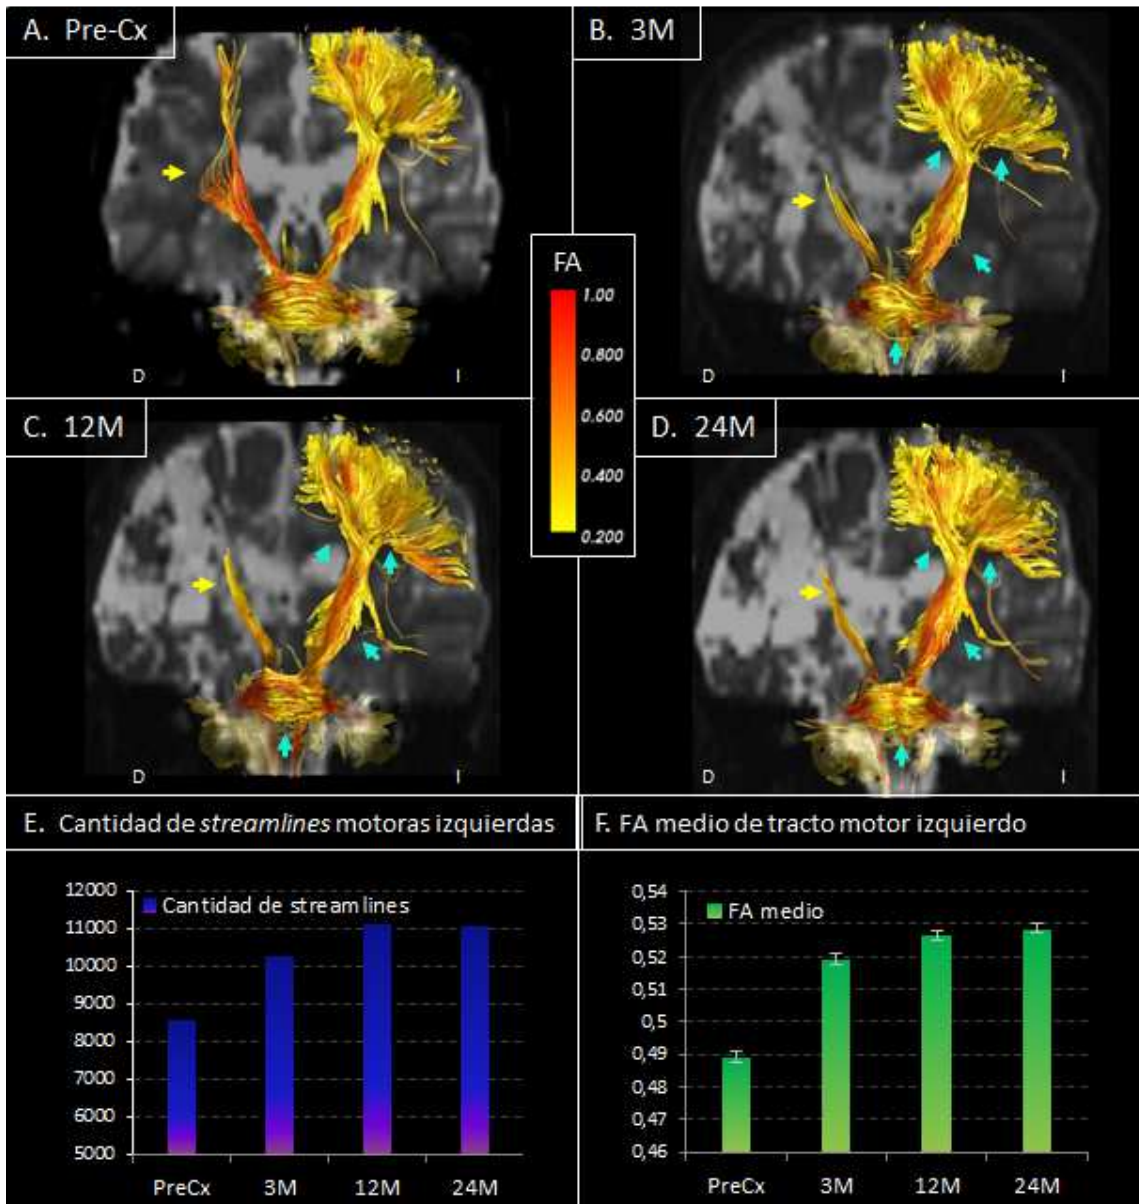 A. Pre-Cx
B. 3M
D
I
D
I
FA
1.00
0.800
0.600
0.400
0.200
C. 12M
D. 24M
D
I
D
I
E. Cantidad de streamlines motoras izquierdas
F. FA medio de tracto motor izquierdo
12000
11000
10000
9000
8000
7000
6000
5000
Cantidad de streamlines
PreCx
3M
12M
24M
0,54
0,53
0,52
0,51
0,5
0,49
0,48
0,47
0,46
FA medio
PreCx
3M
12M
24M